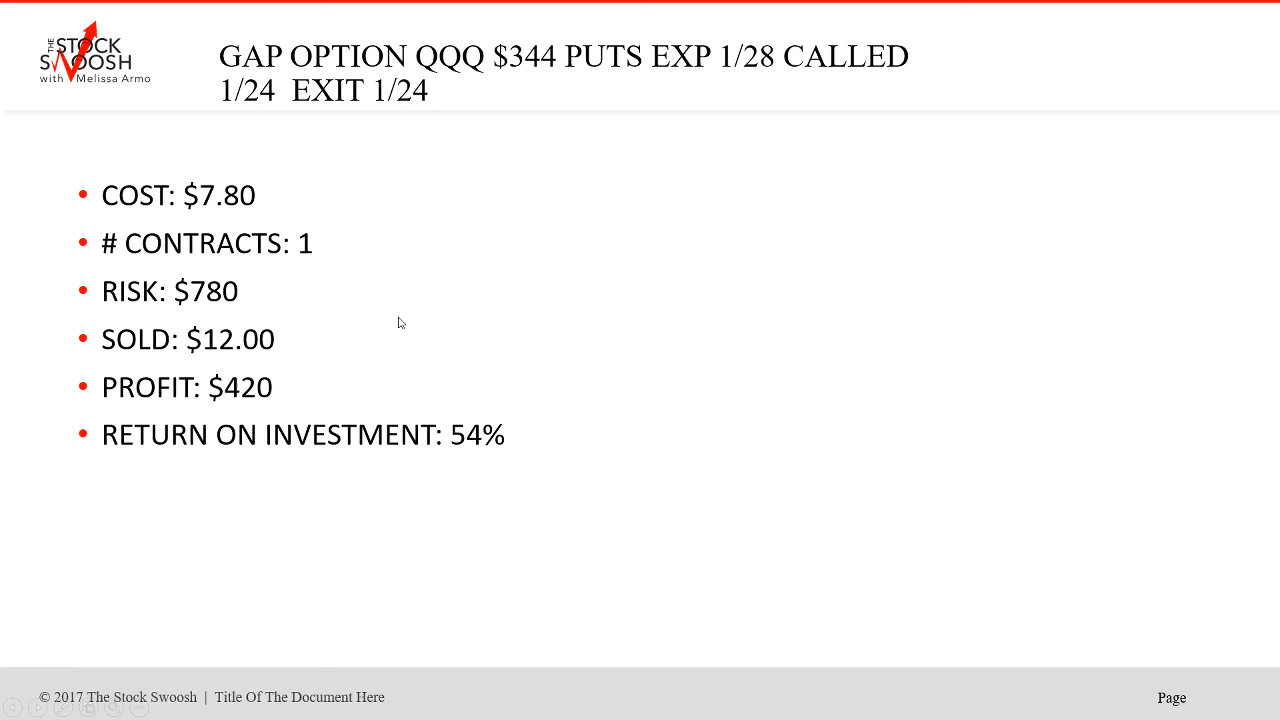 THE STOCK
SWOOSH
with Melissa Armo
GAP OPTION QQQ $344 PUTS EXP 1/28 CALLED
1/24  EXIT 1/24
• COST: $7.80
• # CONTRACTS: 1
• RISK: $780
• SOLD: $12.00
• PROFIT: $420
• RETURN ON INVESTMENT: 54%
© 2017 The Stock Swoosh | Title Of The Document Here
Page